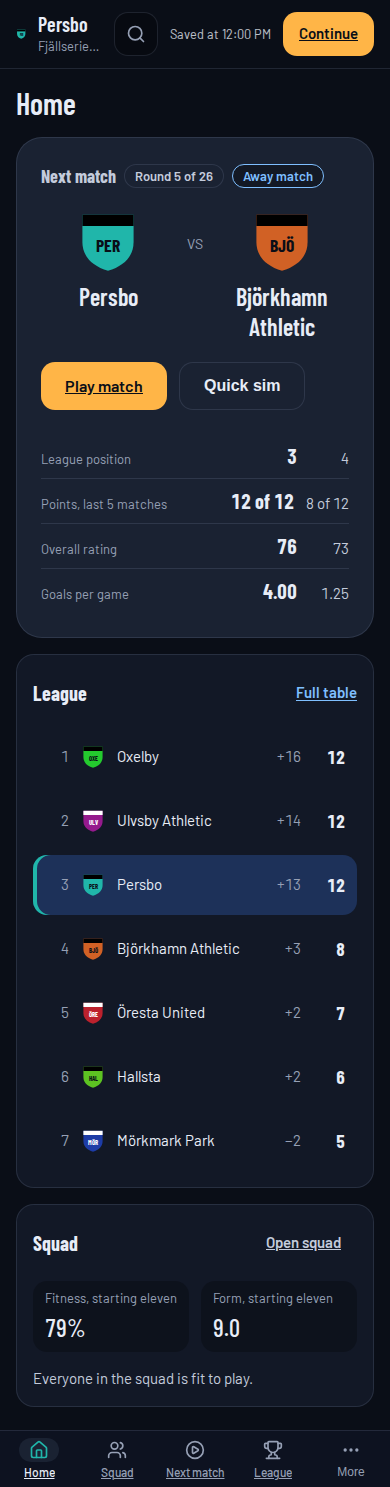 Persbo
Fjällserie...
Saved at 12:00 PM
Continue
Home
Next match
Round 5 of 26
Away match
PER
VS
BJÖ
Persbo
Björkhamn
Athletic
Play match
Quick sim
League position 3 4
Points, last 5 matches 12 of 12 8 of 12
Overall rating 76 73
Goals per game 4.00 1.25
League
Full table
1 OXE Oxelby +16 12
2 ULV Ulvsby Athletic +14 12
3 PER Persbo +13 12
4 BJÖ Björkhamn Athletic +3 8
5 ÖRE Öresta United +2 7
6 HAL Hallsta +2 6
7 MÖR Mörkmark Park −2 5
Squad
Open squad
Fitness, starting eleven
79%
Form, starting eleven
9.0
Everyone in the squad is fit to play.
Home
Squad
Next match
League
More